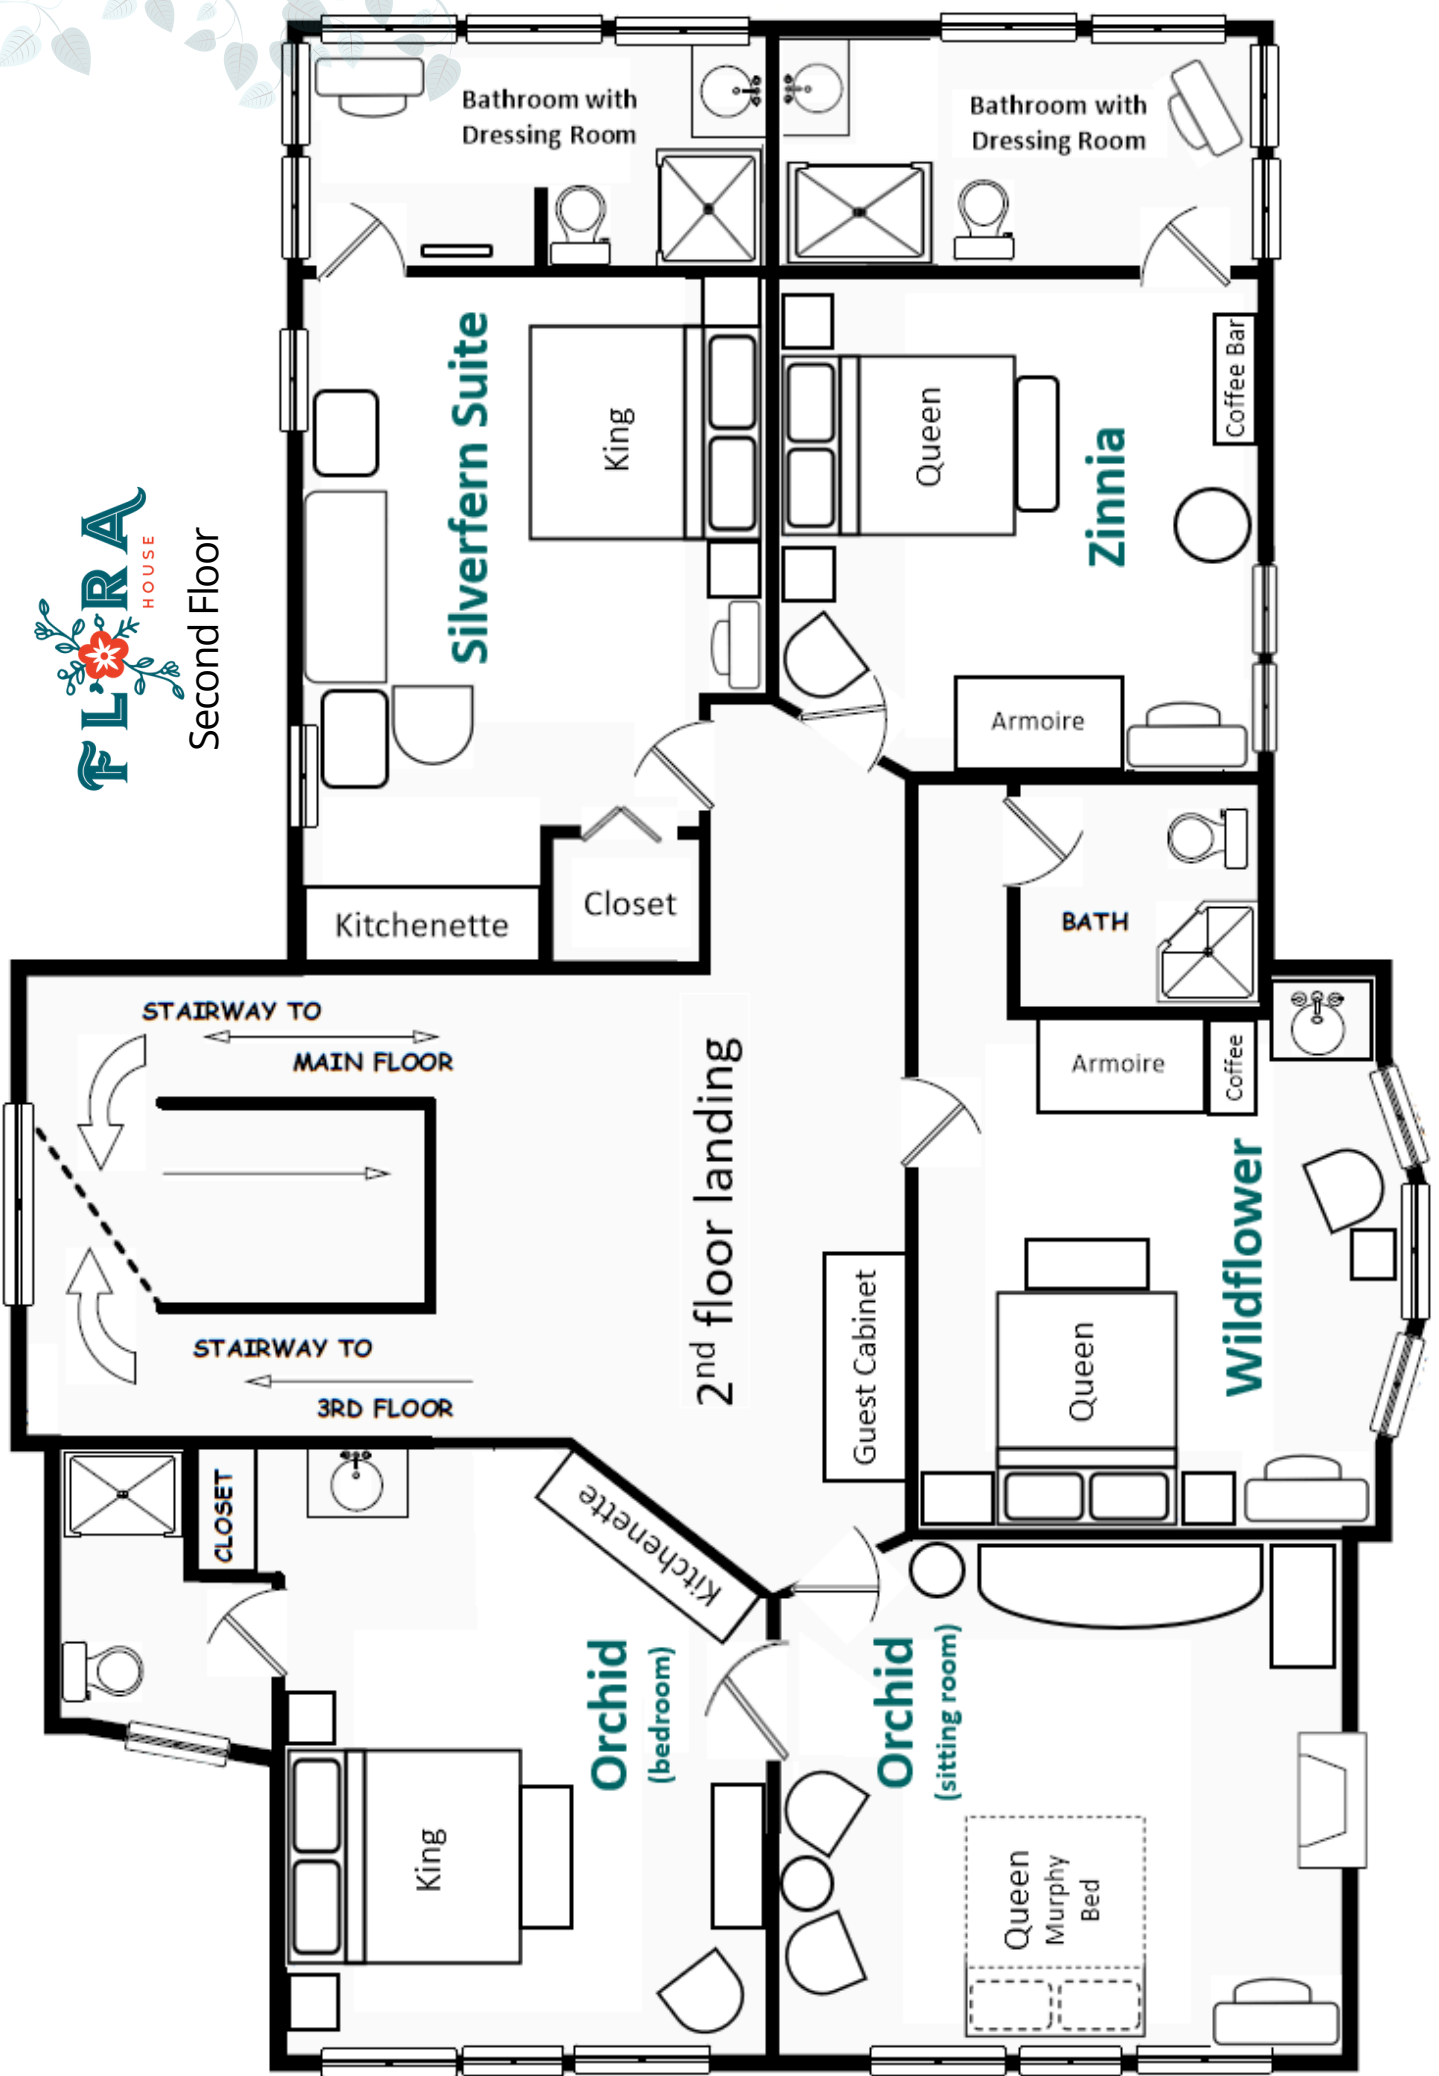 FLORA
HOUSE
Second Floor
Bathroom with
Dressing Room
Bathroom with
Dressing Room
Silverfern Suite
King
Queen
Zinnia
Coffee Bar
Armoire
Kitchenette
Closet
BATH
STAIRWAY TO
MAIN FLOOR
2nd floor landing
Armoire
Coffee
Wildflower
Queen
Guest Cabinet
STAIRWAY TO
3RD FLOOR
CLOSET
Kitchenette
Orchid
(bedroom)
King
Orchid
(sitting room)
Queen
Murphy
Bed